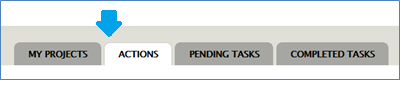 MY PROJECTS ACTIONS PENDING TASKS COMPLETED TASKS